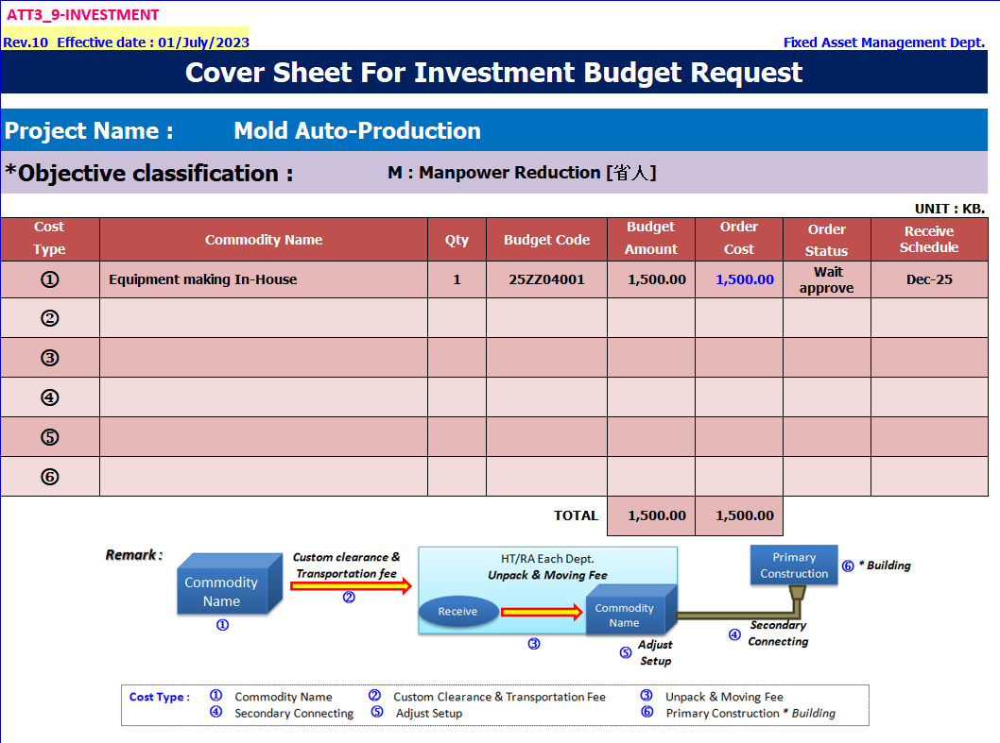 ATT3_9-INVESTMENT
Rev.10 Effective date : 01/July/2023
Fixed Asset Management Dept.
Cover Sheet For Investment Budget Request
Project Name : Mold Auto-Production
*Objective classification : M : Manpower Reduction [省人]
UNIT : KB.
Cost Type Commodity Name Qty Budget Code Budget Amount Order Cost Order Status Receive Schedule
① Equipment making In-House 1 25ZZ04001 1,500.00 1,500.00 Wait approve Dec-25
②
③
④
⑤
⑥
TOTAL 1,500.00 1,500.00
Remark :
Commodity
Name
①
Custom clearance &
Transportation fee
②
HT/RA Each Dept.
Unpack & Moving Fee
Receive
③
Commodity
Name
⑤ Adjust
Setup
Primary
Construction
⑥ * Building
④ Secondary
Connecting
Cost Type : ① Commodity Name ② Custom Clearance & Transportation Fee ③ Unpack & Moving Fee
④ Secondary Connecting ⑤ Adjust Setup ⑥ Primary Construction * Building